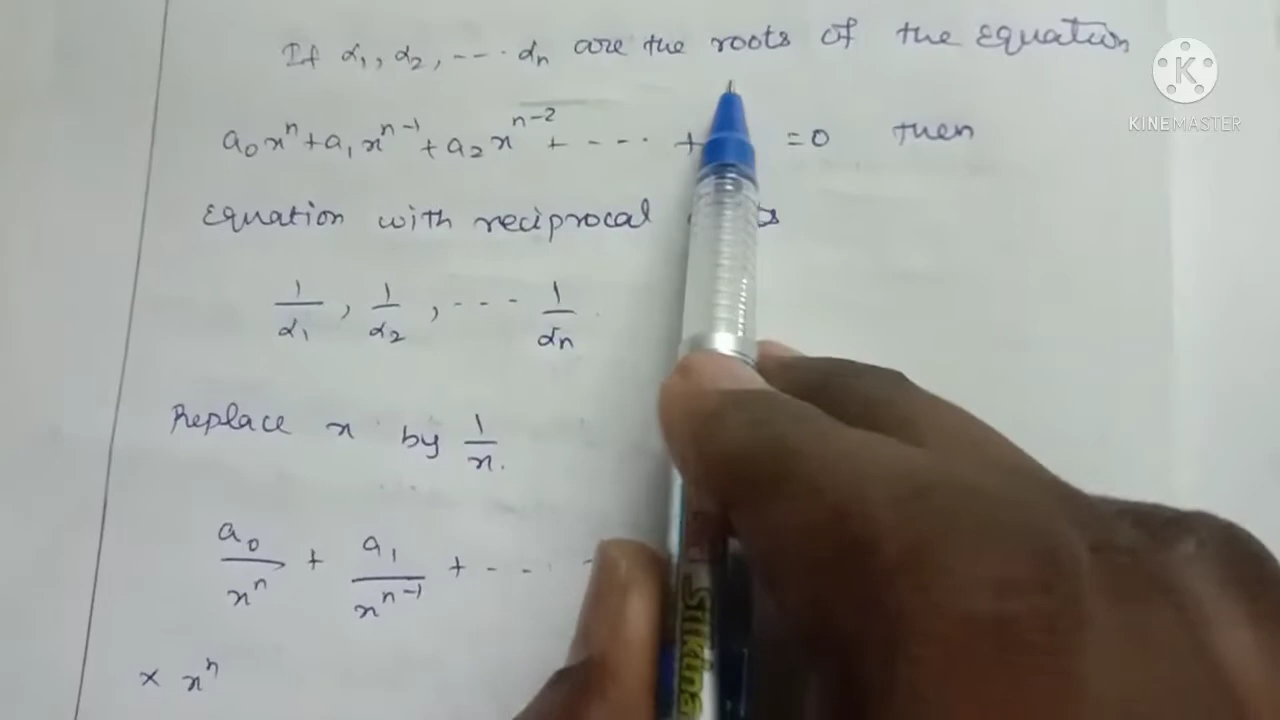 If α₁, α₂, --- αₙ are the roots of the equation
K
KINEMASTER
a₀xⁿ + a₁xⁿ⁻¹ + a₂xⁿ⁻² + ---- + =0 then
Equation with reciprocal
1/α₁, 1/α₂, --- 1/αₙ
Replace x by 1/x.
a₀/xⁿ + a₁/xⁿ⁻¹ + ---
× xⁿ
Silkina